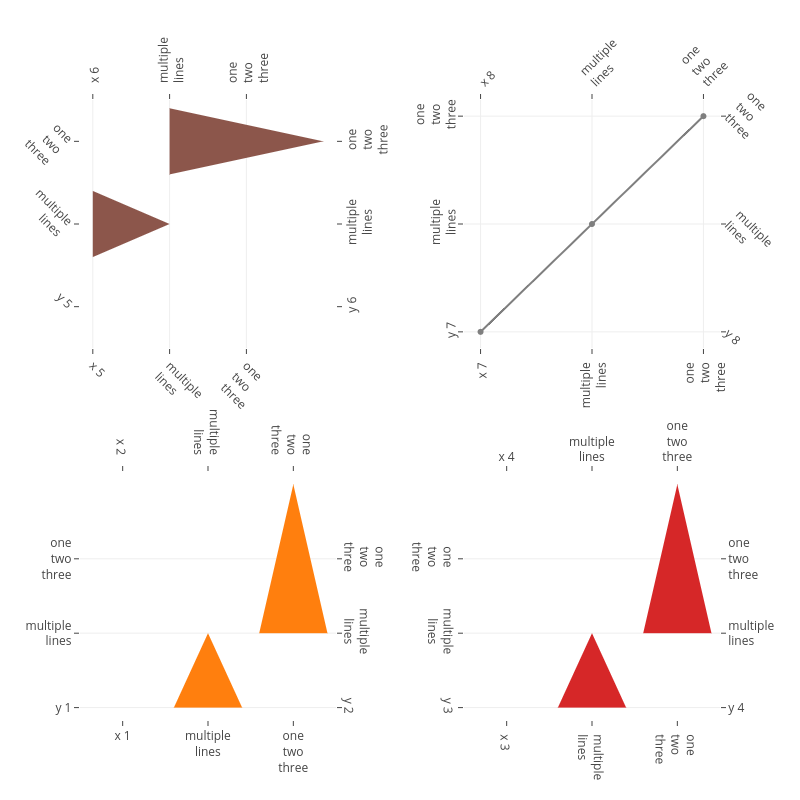 x 6
multiple
lines
one
two
three
one
two
three
multiple
lines
y 5
one
two
three
multiple
lines
y 6
x 5
multiple
lines
one
two
three
x 8
multiple
lines
one
two
three
one
two
three
multiple
lines
y 7
one
two
three
multiple
lines
y 8
x 7
multiple
lines
one
two
three
x 2
multiple
lines
one
two
three
one
two
three
multiple
lines
y 1
one
two
three
multiple
lines
y 2
x 1
multiple
lines
one
two
three
x 4
multiple
lines
one
two
three
one
two
three
multiple
lines
y 3
one
two
three
multiple
lines
y 4
x 3
multiple
lines
one
two
three